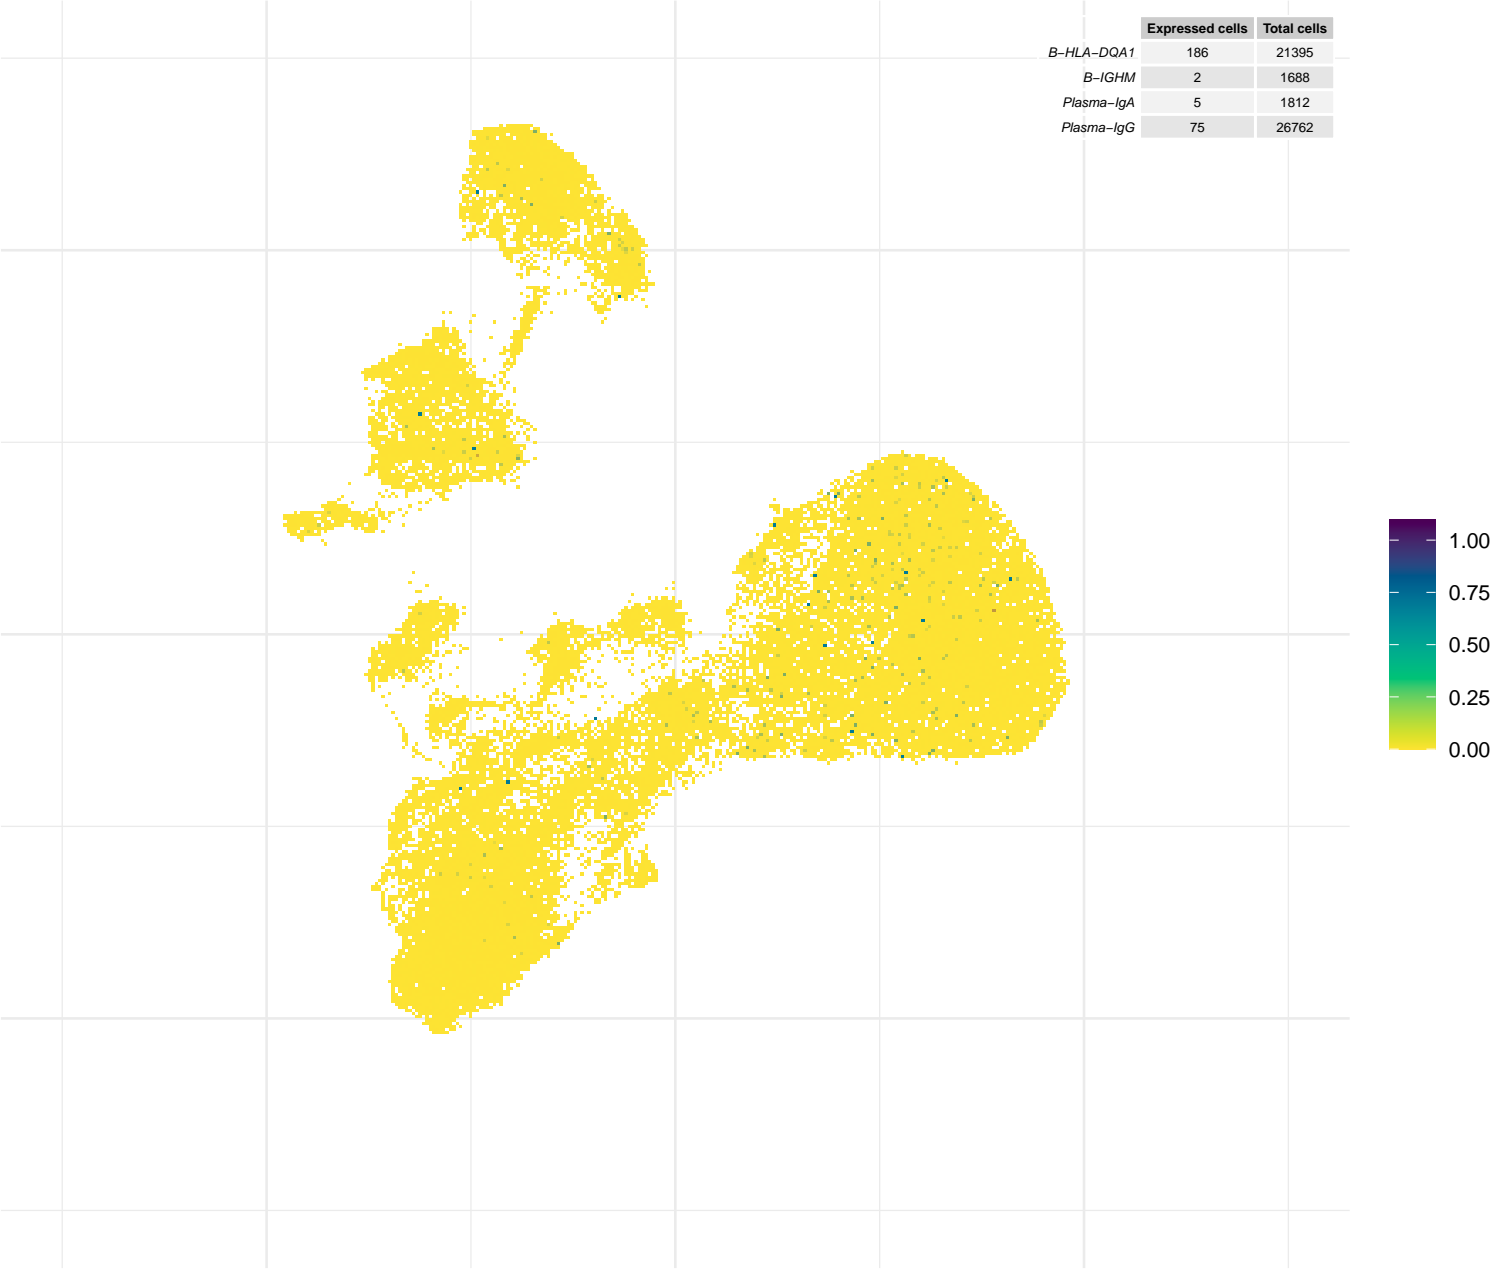 Expressed cells Total cells
B−HLA−DQA1 186 21395
B−IGHM 2 1688
Plasma−IgA 5 1812
Plasma−IgG 75 26762
1.00
0.75
0.50
0.25
0.00